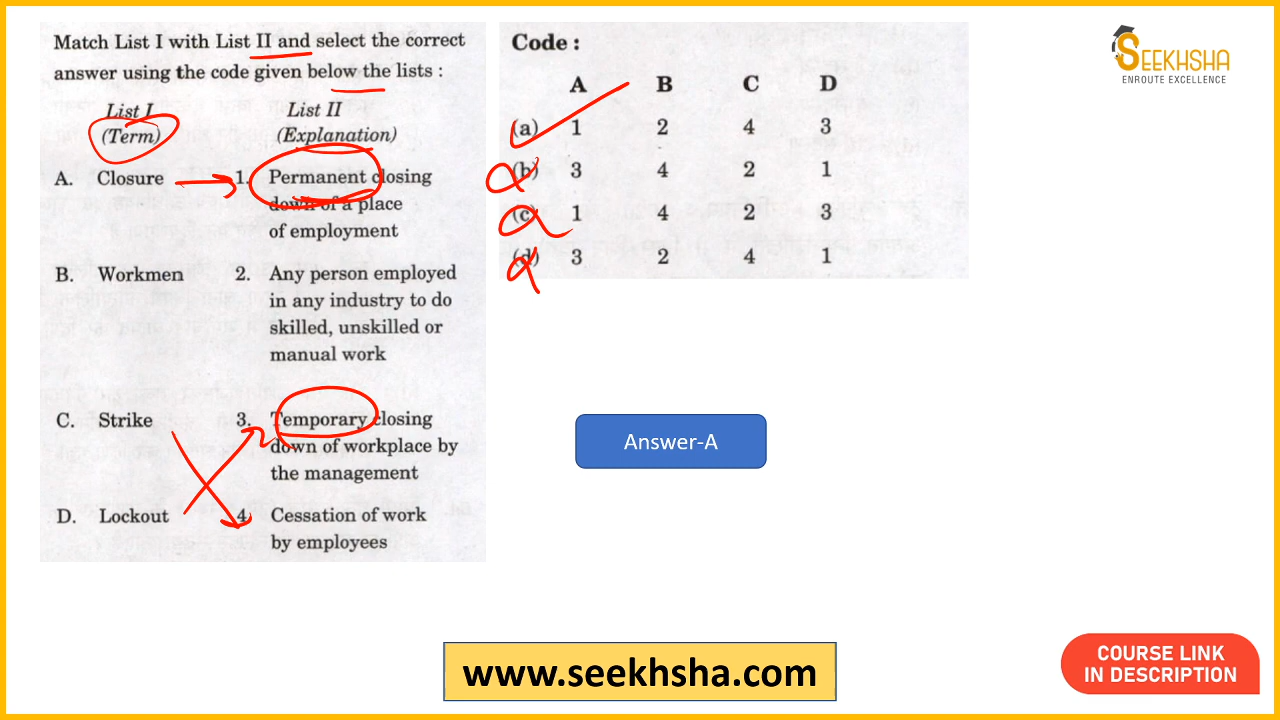 Match List I with List II and select the correct
answer using the code given below the lists :
List I
(Term)
List II
(Explanation)
A. Closure
1. Permanent closing
down of a place
of employment
B. Workmen
2. Any person employed
in any industry to do
skilled, unskilled or
manual work
C. Strike
3. Temporary closing
down of workplace by
the management
D. Lockout
4. Cessation of work
by employees
Code :
A B C D
(a) 1 2 4 3
(b) 3 4 2 1
(c) 1 4 2 3
(d) 3 2 4 1
SEEKHSHA
ENROUTE EXCELLENCE
Answer-A
www.seekhsha.com
COURSE LINK
IN DESCRIPTION